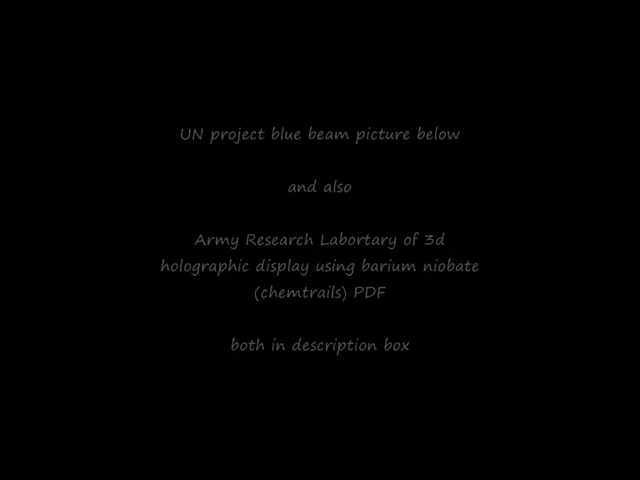 UN project blue beam picture below
and also
Army Research Labortary of 3d
holographic display using barium niobate
(chemtrails) PDF
both in description box